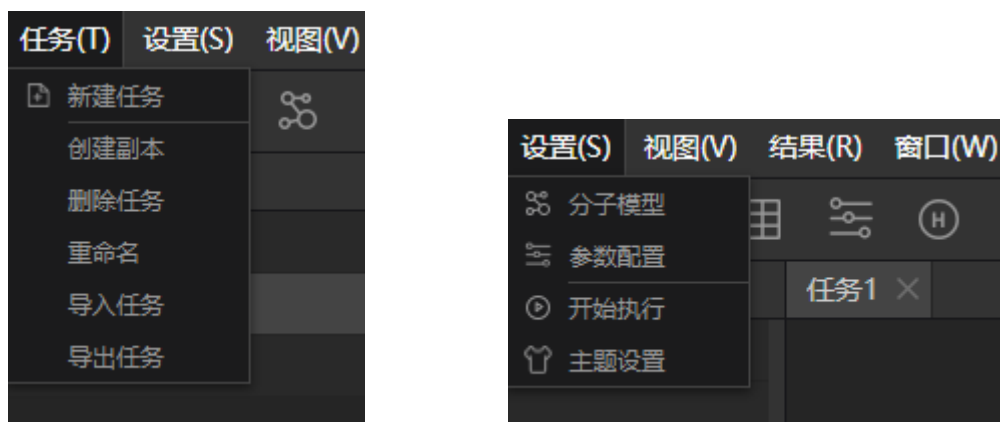 任务(T) 设置(S) 视图(V)
新建任务
创建副本
删除任务
重命名
导入任务
导出任务
设置(S) 视图(V) 结果(R) 窗口(W)
分子模型
参数配置
H
任务1
开始执行
主题设置